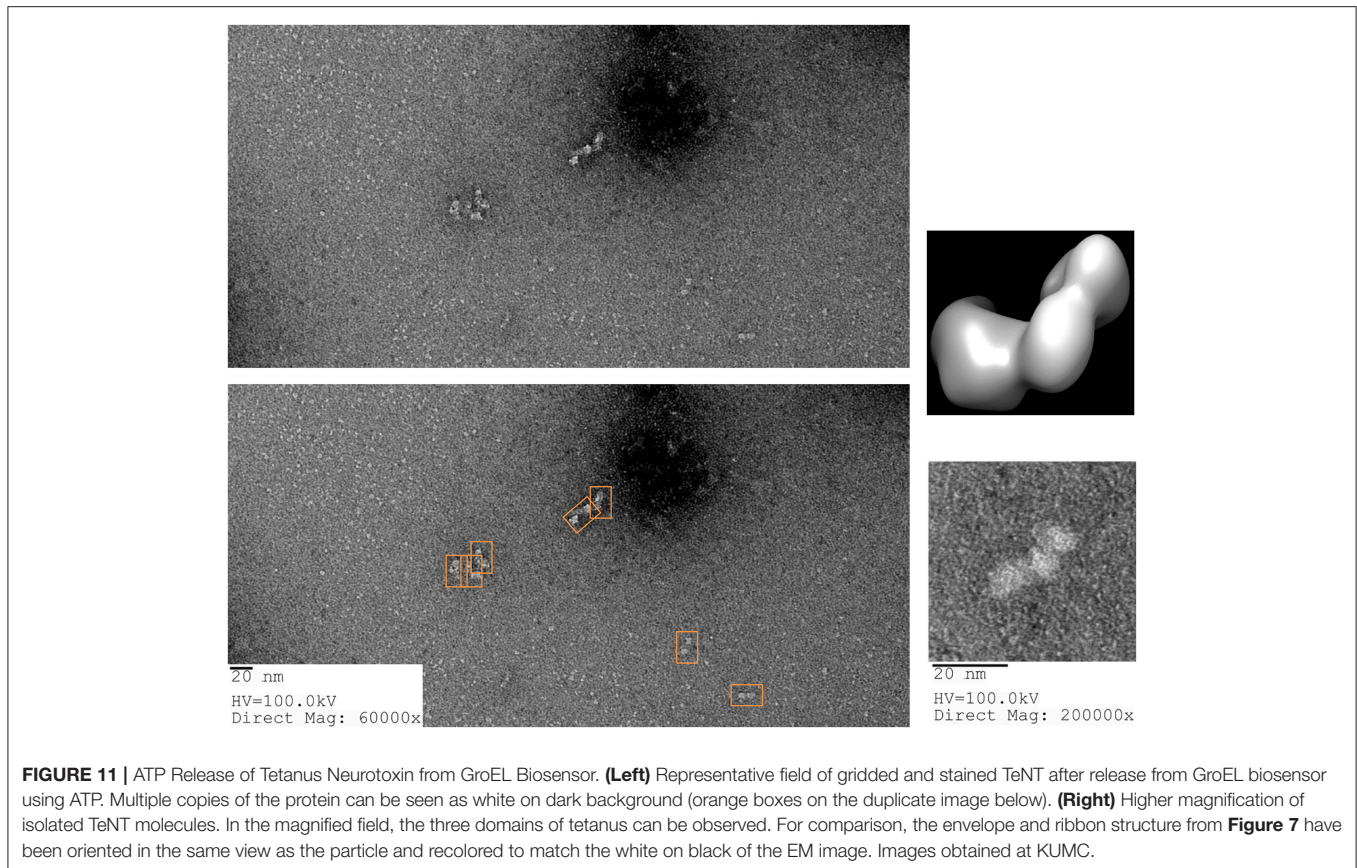 20 nm
HV=100.0kV
Direct Mag: 60000x
20 nm
HV=100.0kV
Direct Mag: 200000x
FIGURE 11 | ATP Release of Tetanus Neurotoxin from GroEL Biosensor. (Left) Representative field of gridded and stained TeNT after release from GroEL biosensor
using ATP. Multiple copies of the protein can be seen as white on dark background (orange boxes on the duplicate image below). (Right) Higher magnification of
isolated TeNT molecules. In the magnified field, the three domains of tetanus can be observed. For comparison, the envelope and ribbon structure from Figure 7 have
been oriented in the same view as the particle and recolored to match the white on black of the EM image. Images obtained at KUMC.